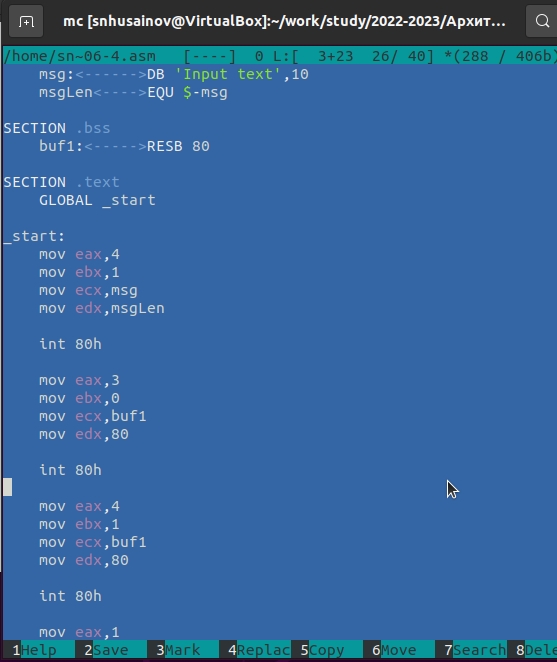 mc [snhusainov@VirtualBox]:~/work/study/2022-2023/Архит...
/home/sn~06-4.asm   [----]  0 L:[  3+23  26/ 40] *(288 / 406b)
    msg:<------>DB 'Input text',10
    msgLen<---->EQU $-msg
SECTION .bss
    buf1:<----->RESB 80
SECTION .text
    GLOBAL _start
_start:
    mov eax,4
    mov ebx,1
    mov ecx,msg
    mov edx,msgLen
    int 80h
    mov eax,3
    mov ebx,0
    mov ecx,buf1
    mov edx,80
    int 80h
    mov eax,4
    mov ebx,1
    mov ecx,buf1
    mov edx,80
    int 80h
    mov eax,1
 1Help   2Save   3Mark   4Replac 5Copy   6Move   7Search 8Dele